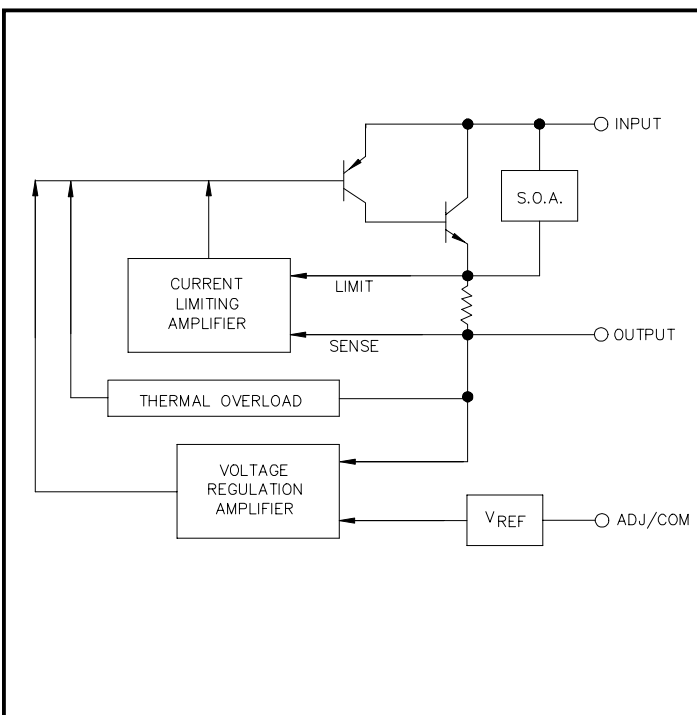 INPUT
S.O.A.
CURRENT
LIMITING
AMPLIFIER
LIMIT
SENSE
OUTPUT
THERMAL OVERLOAD
VOLTAGE
REGULATION
AMPLIFIER
VREF
ADJ/COM